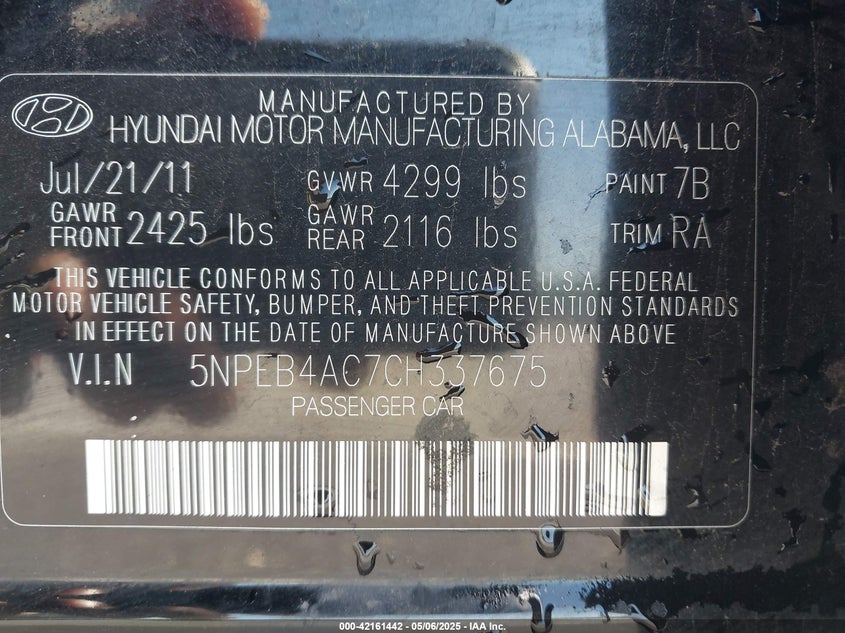 MANUFACTURED BY
HYUNDAI MOTOR MANUFACTURING ALABAMA, LLC
Jul/21/11 GVWR 4299 lbs PAINT 7B
GAWR FRONT 2425 lbs GAWR REAR 2116 lbs TRIM RA
THIS VEHICLE CONFORMS TO ALL APPLICABLE U.S.A. FEDERAL
MOTOR VEHICLE SAFETY, BUMPER, AND THEFT PREVENTION STANDARDS
IN EFFECT ON THE DATE OF MANUFACTURE SHOWN ABOVE
V.I.N 5NPEB4AC7CH337675
PASSENGER CAR
000-42161442 - 05/06/2025 - IAA Inc.